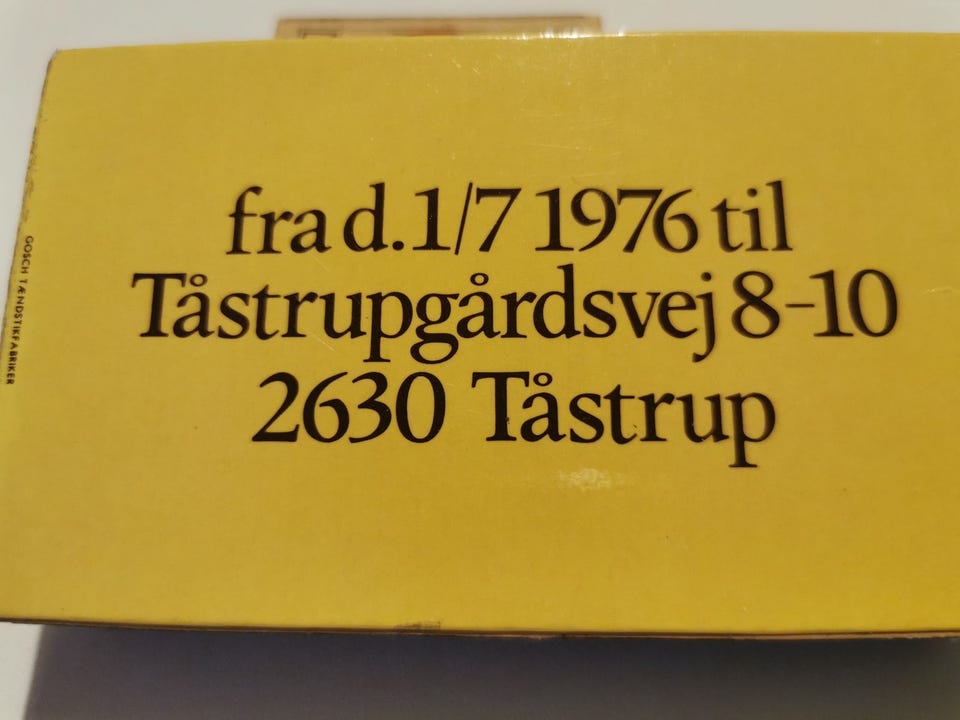 fra d. 1/7 1976 til
Tåstrupgårdsvej 8-10
2630 Tåstrup
GOSCH TÆNDSTIKFABRIKER